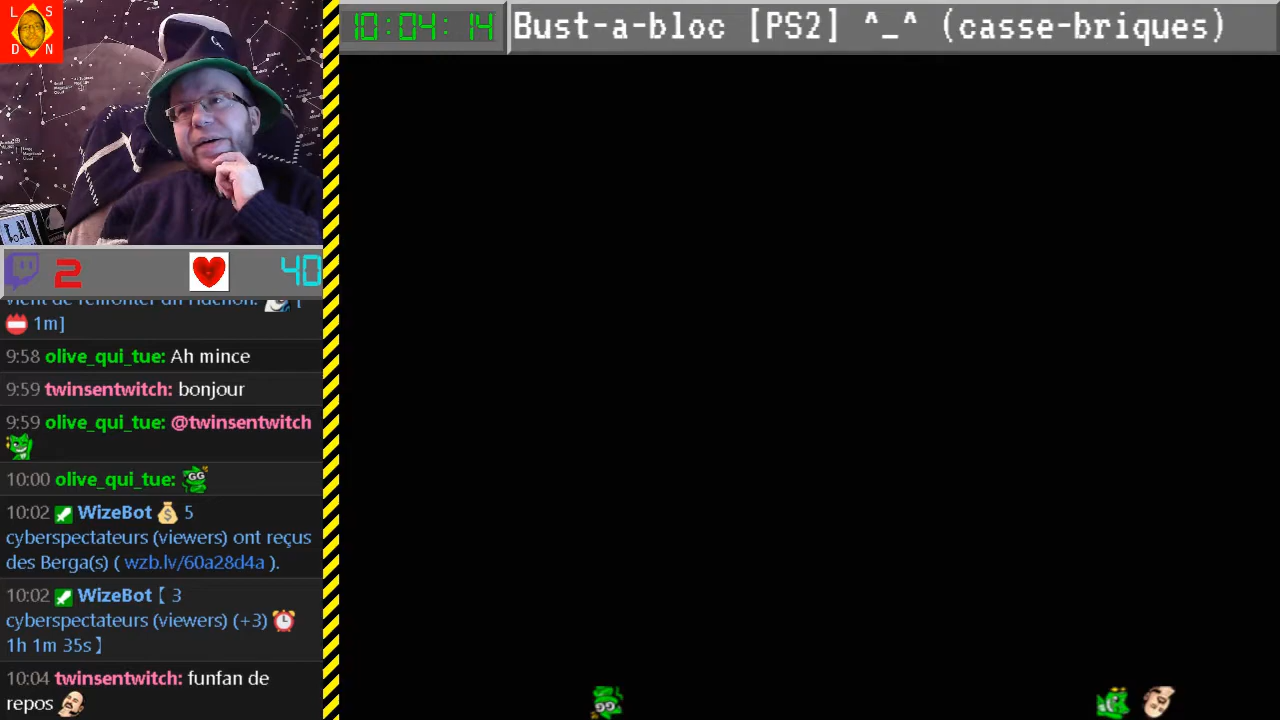 L S
D N
10:04:14
Bust-a-bloc [PS2] ^_^ (casse-briques)
2
40
1m]
9:58 olive_qui_tue: Ah mince
9:59 twinsentwitch: bonjour
9:59 olive_qui_tue: @twinsentwitch
10:00 olive_qui_tue: GG
10:02 WizeBot 5
cyberspectateurs (viewers) ont reçus
des Berga(s) ( wzb.lv/60a28d4a ).
10:02 WizeBot [ 3
cyberspectateurs (viewers) (+3)
1h 1m 35s ]
10:04 twinsentwitch: funfan de
repos
GG